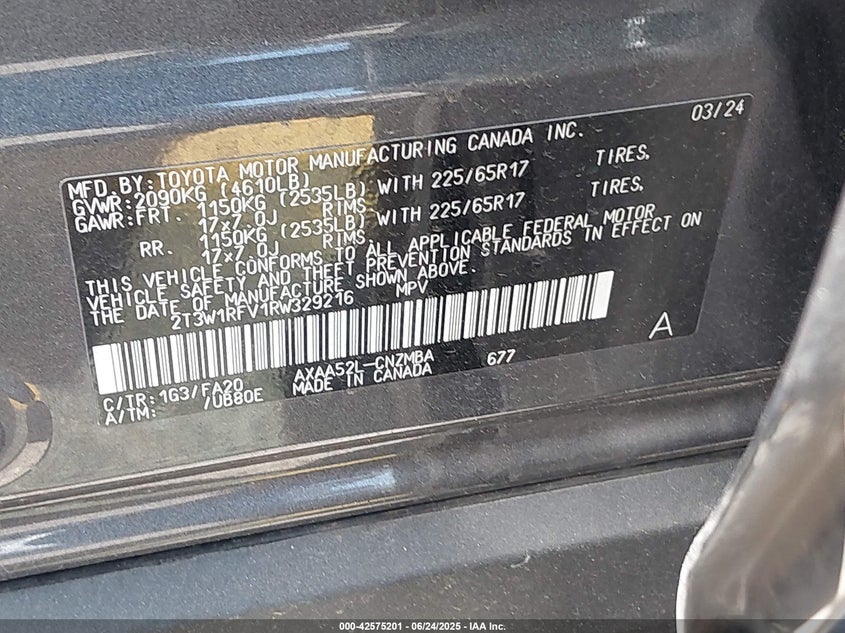 03/24
MFD.BY:TOYOTA MOTOR MANUFACTURING CANADA INC.
GVWR:2090KG (4610LB)
GAWR:FRT. 1150KG (2535LB) WITH 225/65R17 TIRES,
17x7.0J RIMS
RR. 1150KG (2535LB) WITH 225/65R17 TIRES,
17x7.0J RIMS
THIS VEHICLE CONFORMS TO ALL APPLICABLE FEDERAL MOTOR
VEHICLE SAFETY AND THEFT PREVENTION STANDARDS IN EFFECT ON
THE DATE OF MANUFACTURE SHOWN ABOVE.
2T3W1RFV1RW329216 MPV
A
C/TR:1G3/FA20 AXAA52L-CNZMBA 677
A/TM: /UB80E MADE IN CANADA
000-42575201 - 06/24/2025 - IAA Inc.